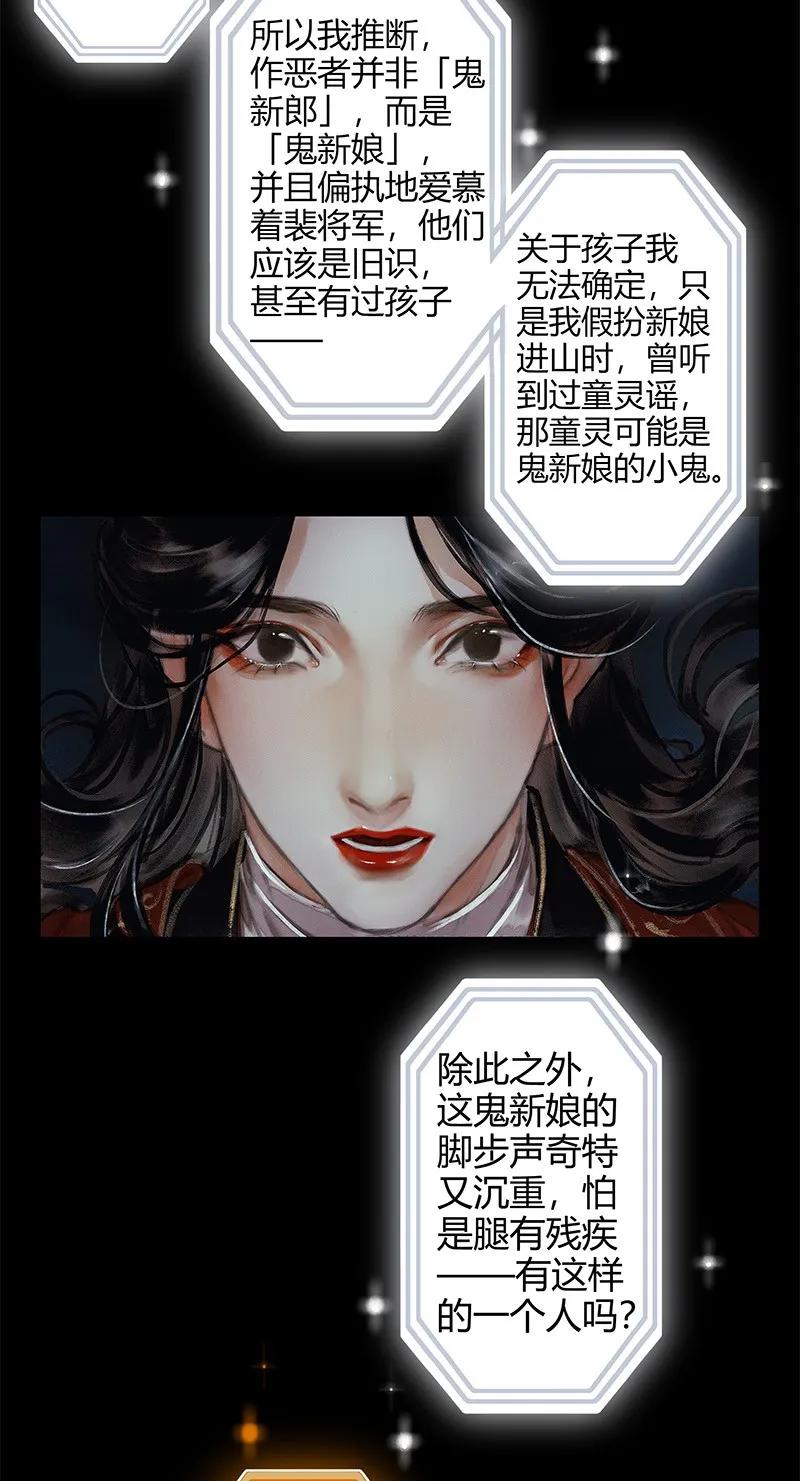 所以我推断，
作恶者并非「鬼
新郎」，而是
「鬼新娘」，
并且偏执地爱慕
着裴将军，他们
应该是旧识，
甚至有过孩子
——
关于孩子我
无法确定，只
是我假扮新娘
进山时，曾听
到过童灵谣，
那童灵可能是
鬼新娘的小鬼。
除此之外，
这鬼新娘的
脚步声奇特
又沉重，怕
是腿有残疾
——有这样
的一个人吗？